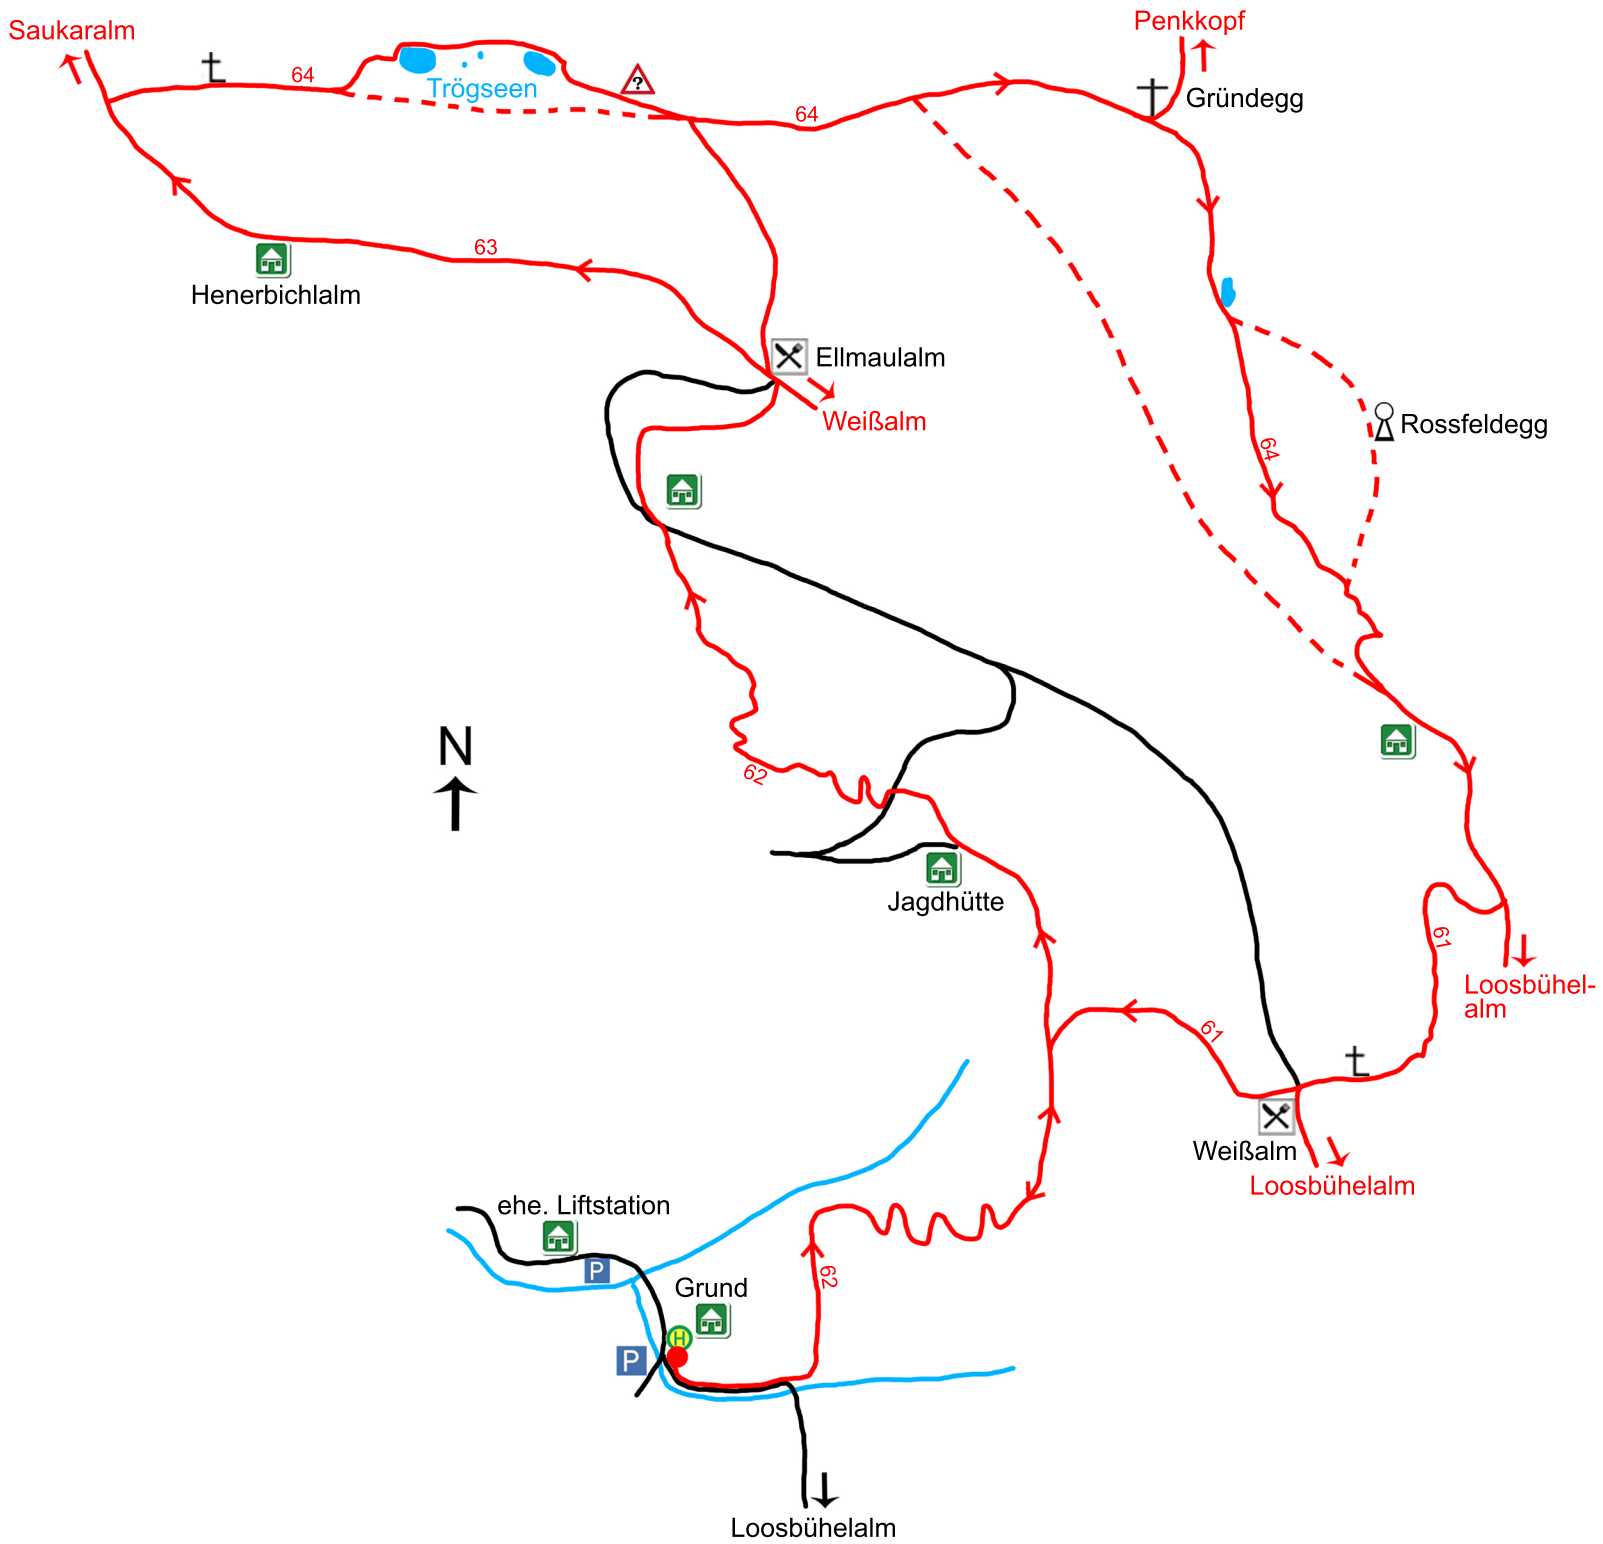 Penkkopf
Saukaralm
64
Trögseen
?
64
Gründegg
63
Henerbichlalm
Ellmaulalm
Weißalm
Rossfeldegg
64
N
62
Jagdhütte
61
Loosbühel-
alm
61
Weißalm
Loosbühelalm
ehe. Liftstation
P
62
Grund
H
P
Loosbühelalm